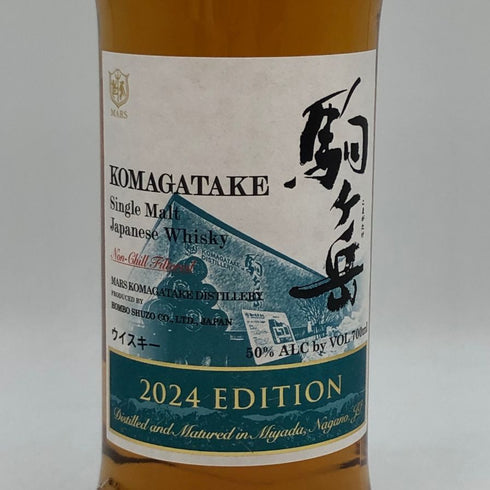 MARS
駒ヶ岳
KOMAGATAKE
Single Malt
Japanese Whisky
Non-Chill Filtered
MARS KOMAGATAKE DISTILLERY
PRODUCED BY
HOMBO SHUZO CO., LTD., JAPAN
ウイスキー
50% ALC by VOL 700ml
2024 EDITION
Distilled and Matured in Miyada, Nagano,